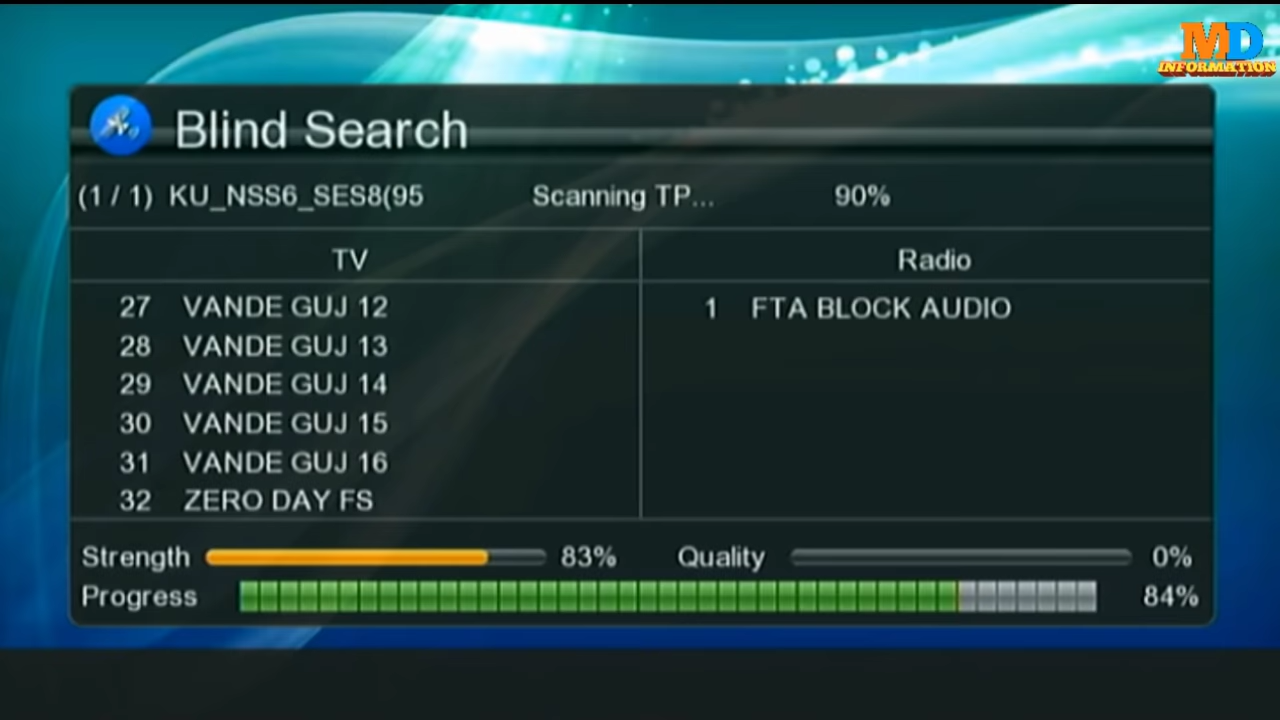 MD
INFORMATION
Blind Search
(1 / 1) KU_NSS6_SES8(95 Scanning TP... 90%
TV Radio
27 VANDE GUJ 12 1 FTA BLOCK AUDIO
28 VANDE GUJ 13
29 VANDE GUJ 14
30 VANDE GUJ 15
31 VANDE GUJ 16
32 ZERO DAY FS
Strength 83% Quality 0%
Progress 84%